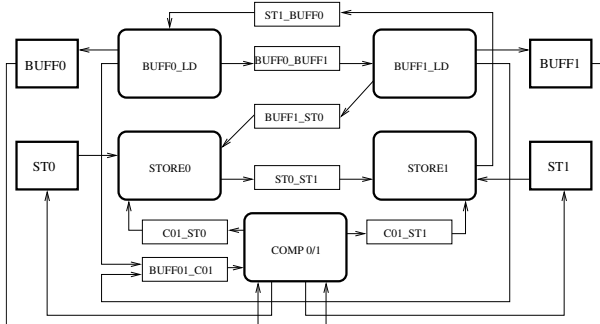 ST1_BUFF0
BUFF0
BUFF0_LD
BUFF0_BUFF1
BUFF1_LD
BUFF1
BUFF1_ST0
ST0
STORE0
ST0_ST1
STORE1
ST1
C01_ST0
COMP 0/1
C01_ST1
BUFF01_C01